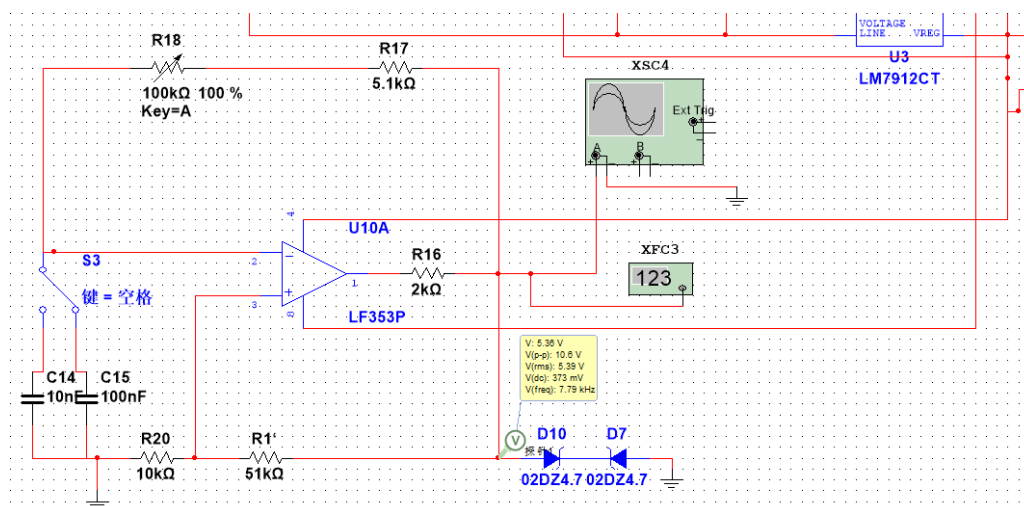 VOLTAGE
LINE VREG
U3
LM7912CT
R18
100kΩ 100 %
Key=A
R17
5.1kΩ
XSC4
Ext Trig
+
A
B
+
+
4
U10A
S3
键 = 空格
2
3
1
8
LF353P
R16
2kΩ
XFC3
123
V: 5.36 V
V(p-p): 10.6 V
V(rms): 5.39 V
V(dc): 373 mV
V(freq): 7.79 kHz
C14
10nF
C15
100nF
R20
10kΩ
R1‘
51kΩ
V
D10
02DZ4.7
D7
02DZ4.7